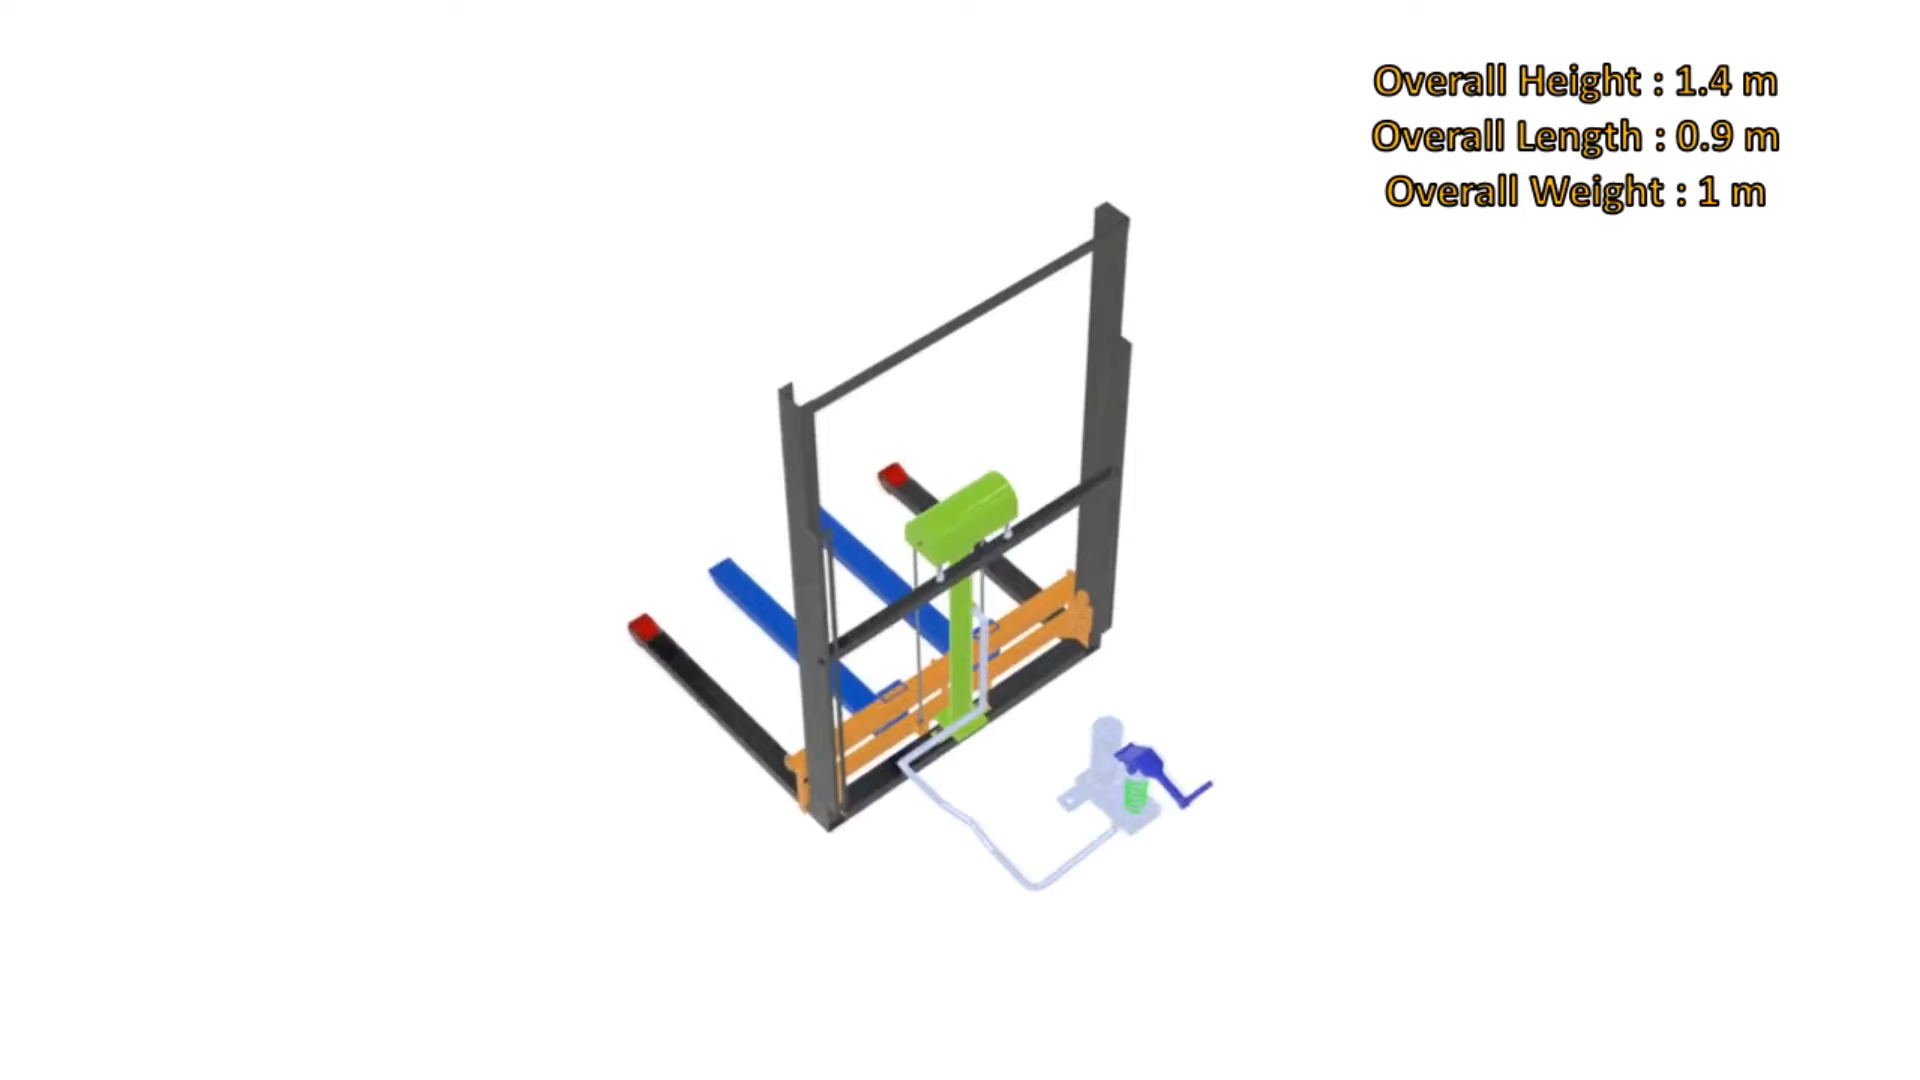 Overall Height : 1.4 m
Overall Length : 0.9 m
Overall Weight : 1 m